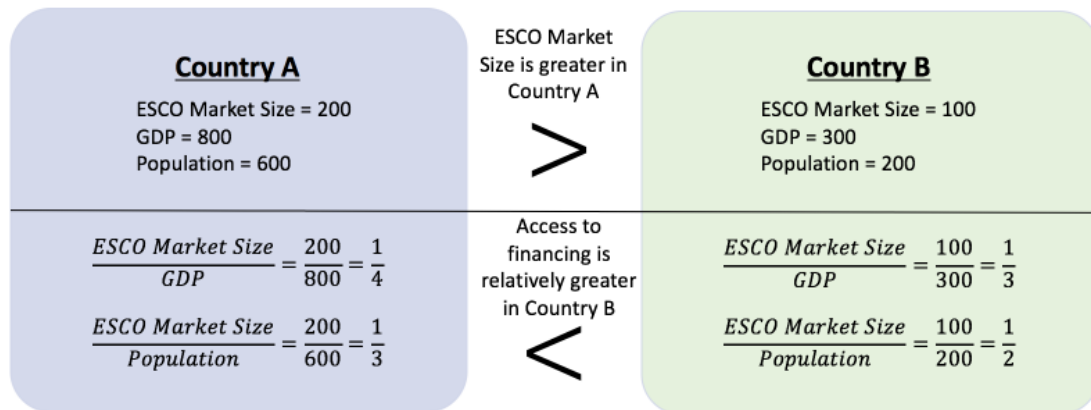 Country A
ESCO Market Size = 200
GDP = 800
Population = 600
ESCO Market
Size is greater in
Country A
>
Country B
ESCO Market Size = 100
GDP = 300
Population = 200
ESCO Market Size / GDP = 200 / 800 = 1 / 4
ESCO Market Size / Population = 200 / 600 = 1 / 3
Access to
financing is
relatively greater
in Country B
<
ESCO Market Size / GDP = 100 / 300 = 1 / 3
ESCO Market Size / Population = 100 / 200 = 1 / 2